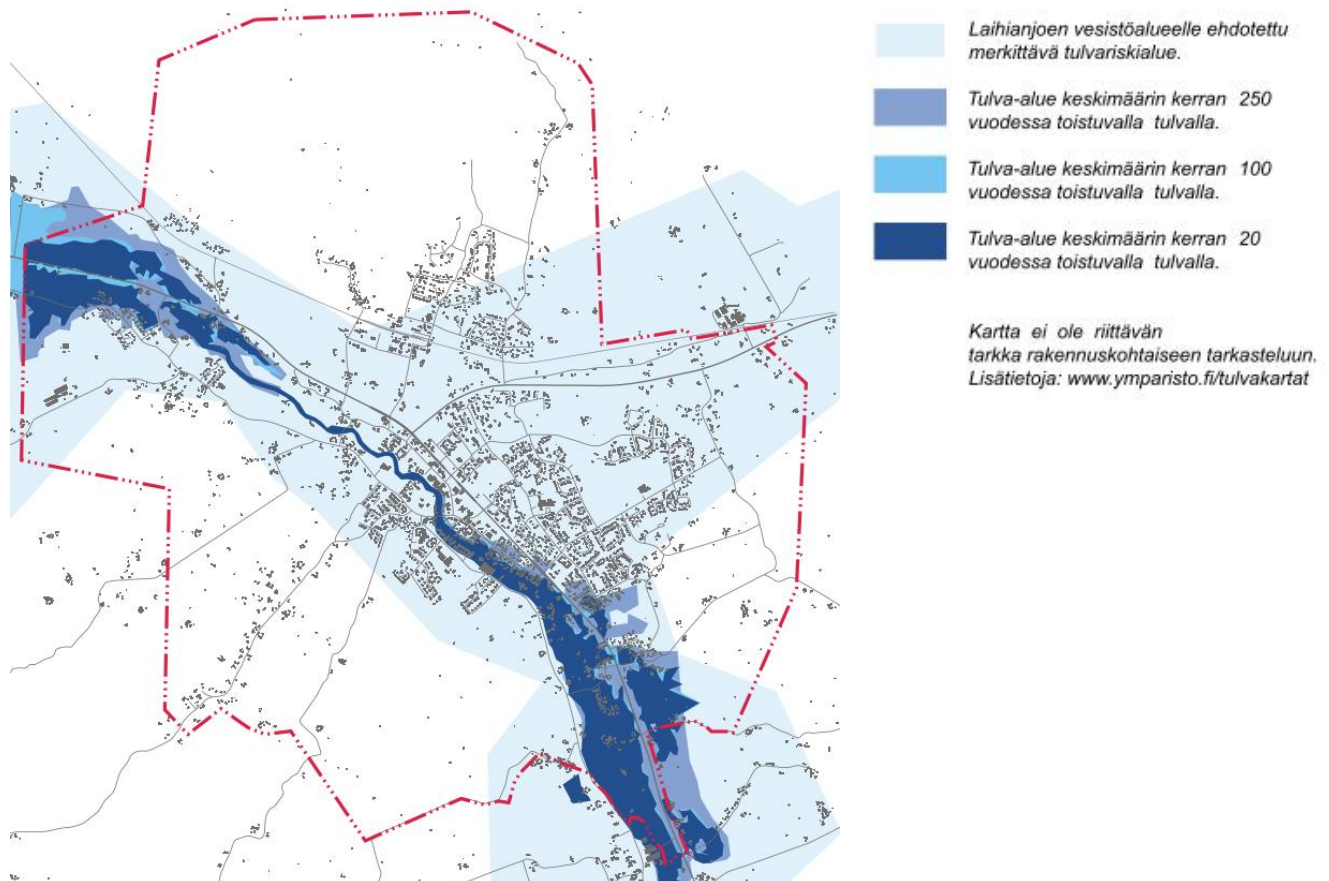 Laihianjoen vesistöalueelle ehdotettu
merkittävä tulvariskialue.
Tulva-alue keskimäärin kerran 250
vuodessa toistuvalla tulvalla.
Tulva-alue keskimäärin kerran 100
vuodessa toistuvalla tulvalla.
Tulva-alue keskimäärin kerran 20
vuodessa toistuvalla tulvalla.
Kartta ei ole riittävän
tarkka rakennuskohtaiseen tarkasteluun.
Lisätietoja: www.ymparisto.fi/tulvakartat